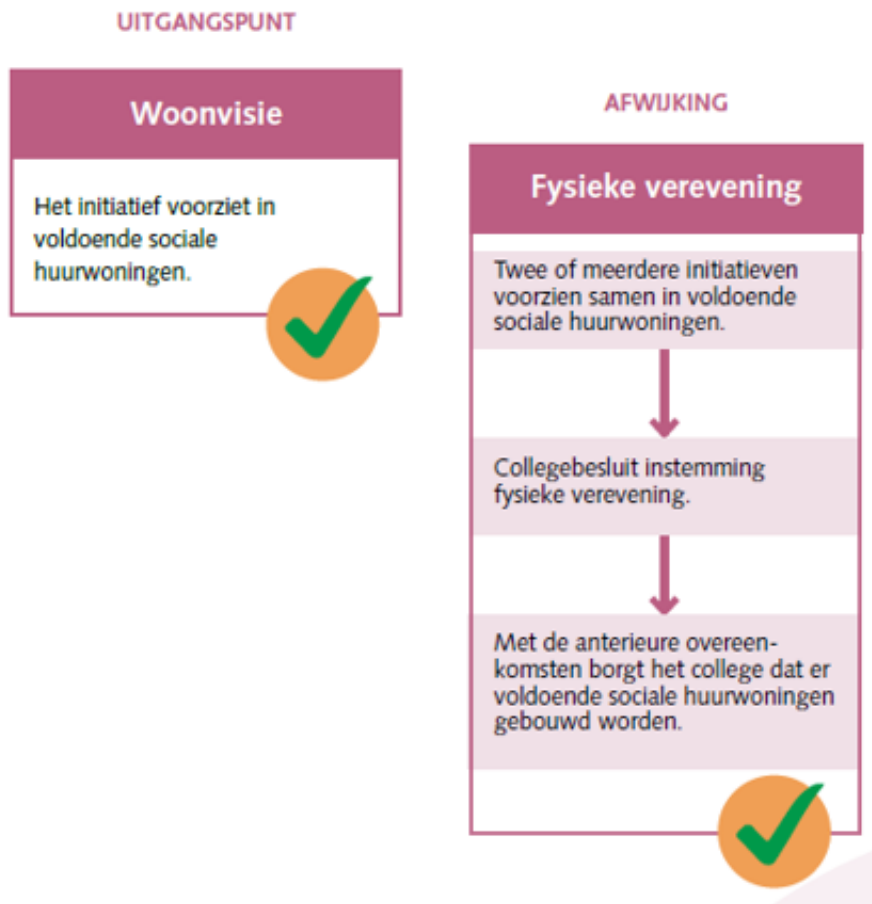 UITGANGSPUNT
Woonvisie
Het initiatief voorziet in
voldoende sociale
huurwoningen.
AFWIJKING
Fysieke verevening
Twee of meerdere initiatieven
voorzien samen in voldoende
sociale huurwoningen.
Collegebesluit instemming
fysieke verevening.
Met de anterieure overeen-
komsten borgt het college dat er
voldoende sociale huurwoningen
gebouwd worden.